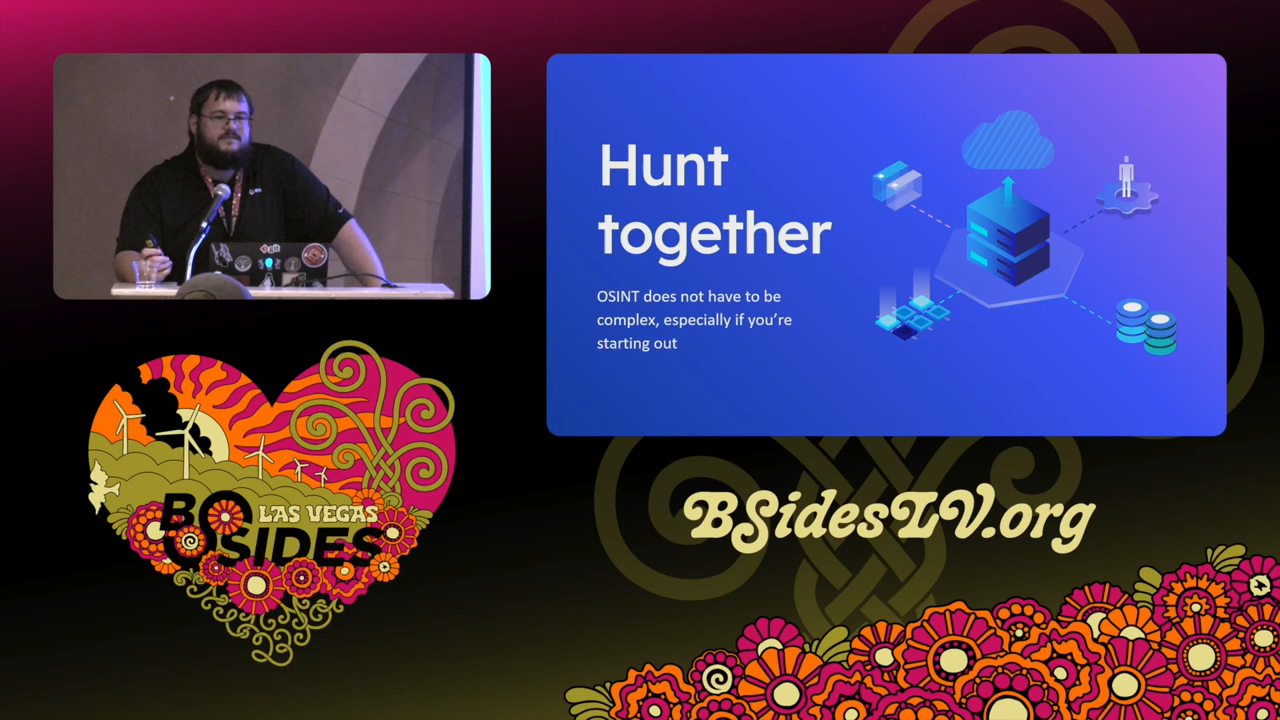 Hunt
together
OSINT does not have to be
complex, especially if you’re
starting out
git
LAS VEGAS
BSIDES
BSidesLV.org